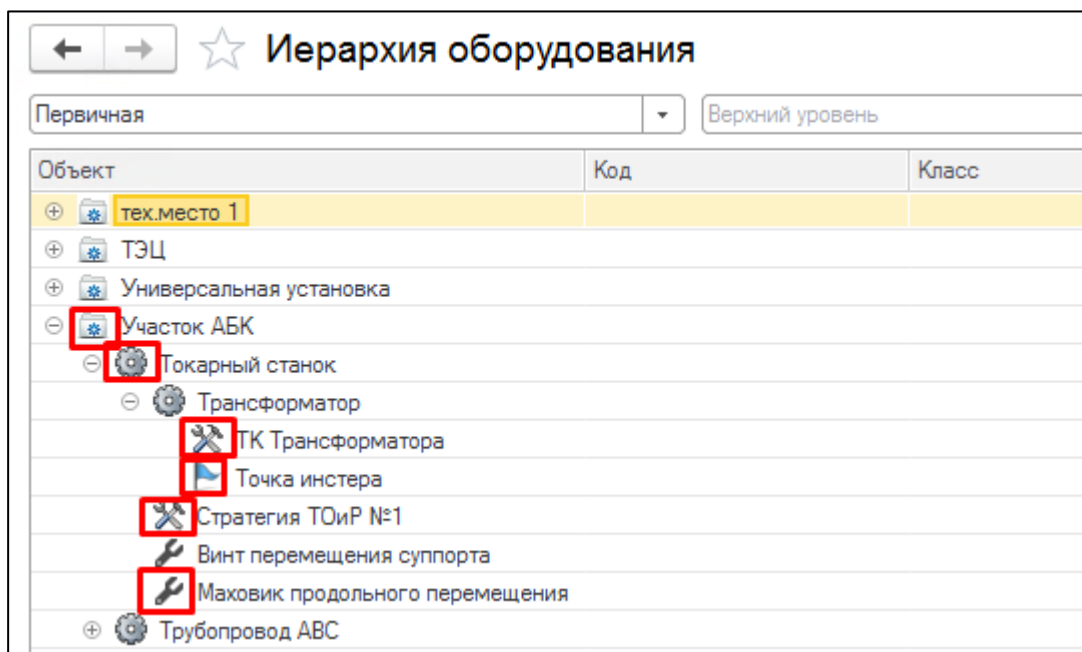 Иерархия оборудования
Первичная Верхний уровень
Объект Код Класс
тех.место 1
ТЭЦ
Универсальная установка
Участок АБК
Токарный станок
Трансформатор
ТК Трансформатора
Точка инстера
Стратегия ТОиР №1
Винт перемещения суппорта
Маховик продольного перемещения
Трубопровод АВС